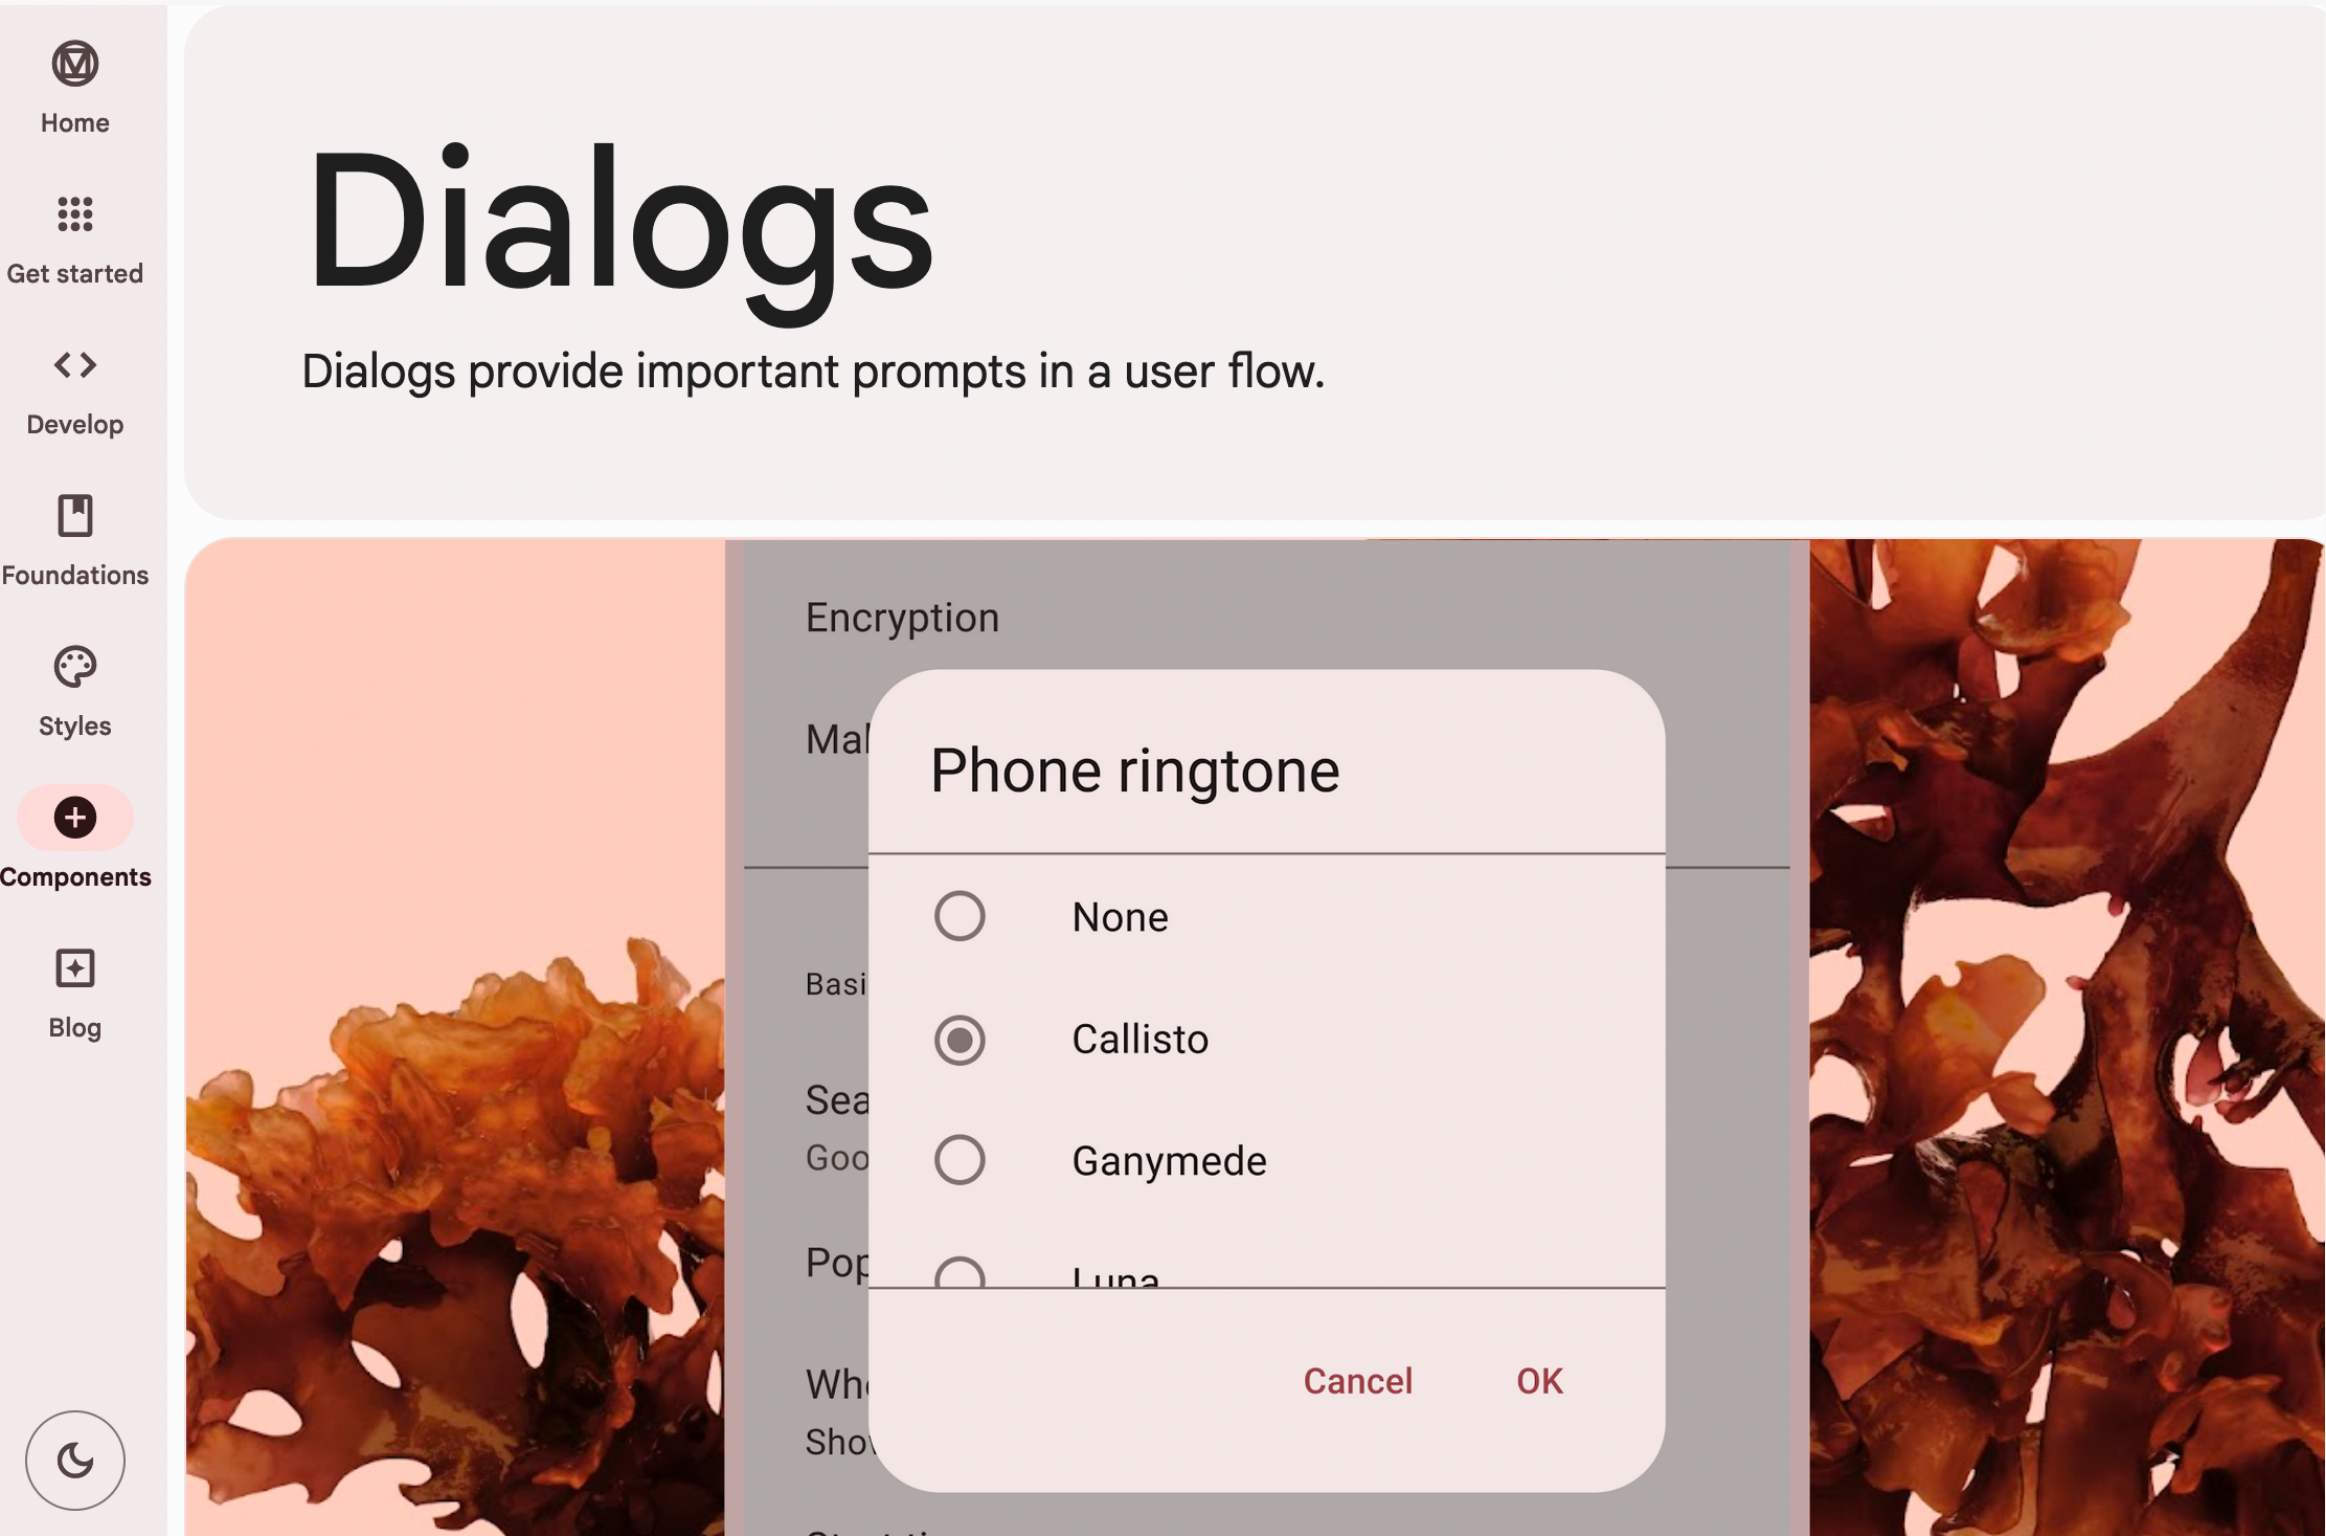 Home
Get started
Develop
Foundations
Styles
Components
Blog
Dialogs
Dialogs provide important prompts in a user flow.
Encryption
Phone ringtone
None
Callisto
Ganymede
Luna
Cancel
OK